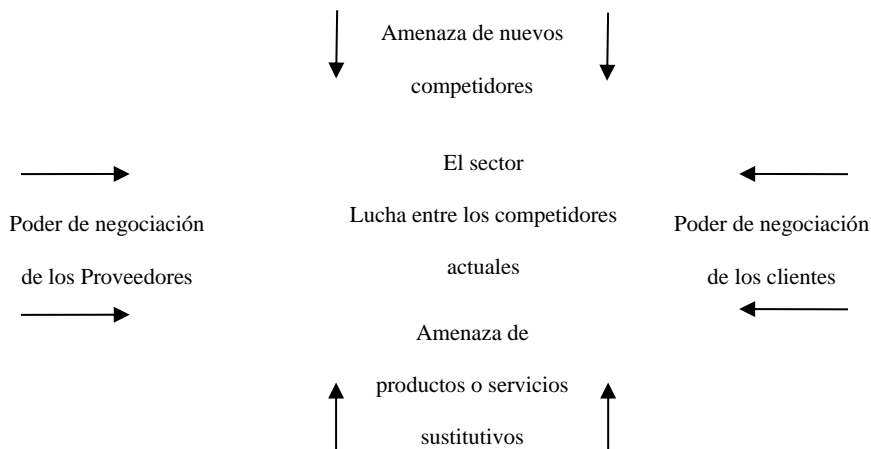 Amenaza de nuevos
competidores
El sector
Lucha entre los competidores
actuales
Poder de negociación
de los Proveedores
Poder de negociación
de los clientes
Amenaza de
productos o servicios
sustitutivos